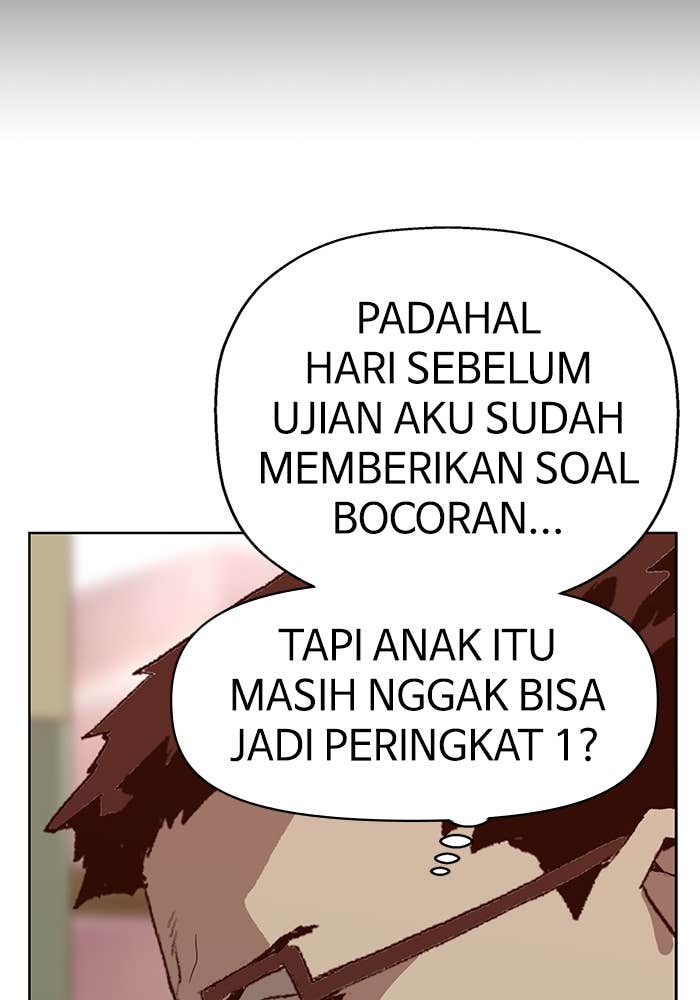 PADAHAL
HARI SEBELUM
UJIAN AKU SUDAH
MEMBERIKAN SOAL
BOCORAN...
TAPI ANAK ITU
MASIH NGGAK BISA
JADI PERINGKAT 1?